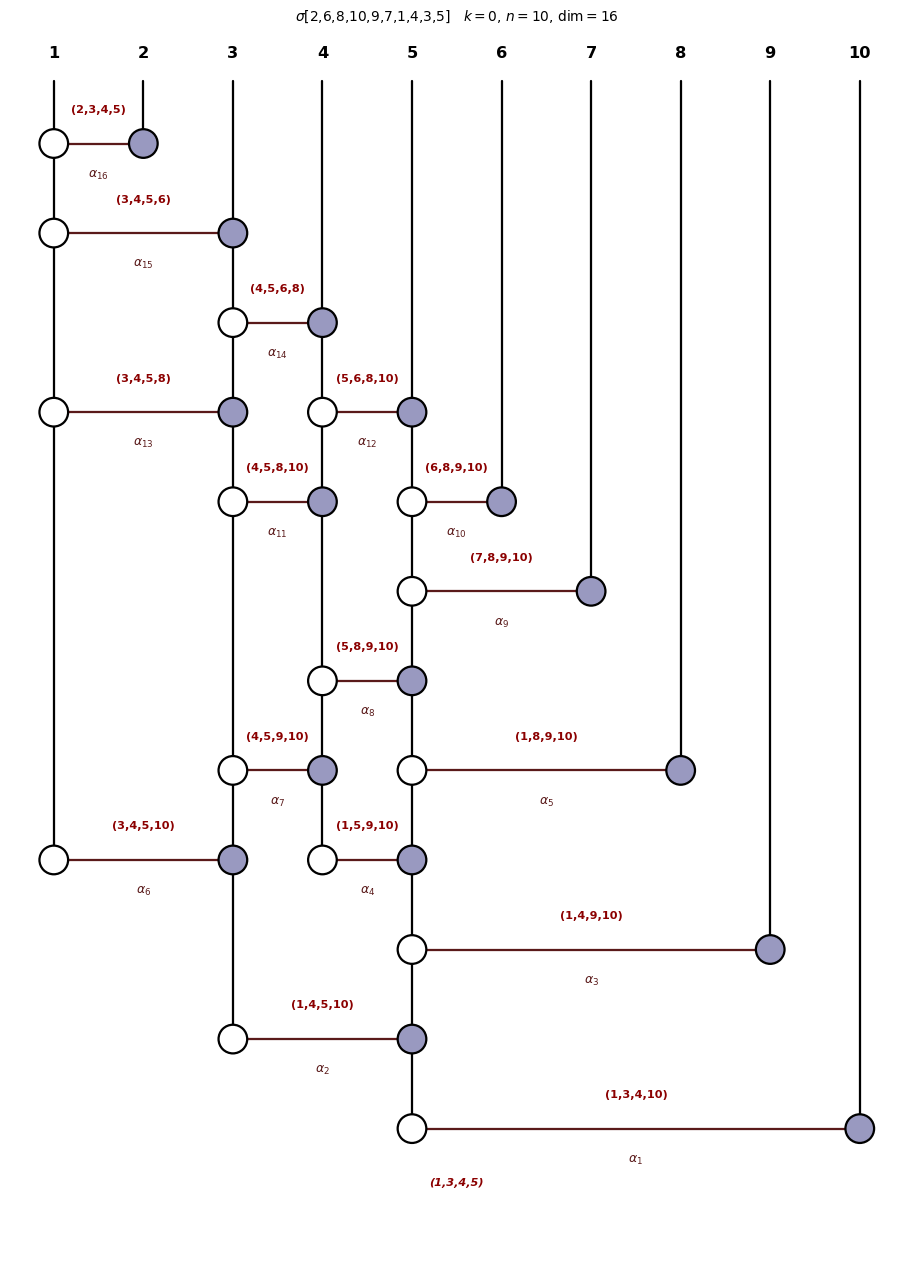 σ[2,6,8,10,9,7,1,4,3,5]   k=0, n=10, dim=16
1 2 3 4 5 6 7 8 9 10
(2,3,4,5)
α₁₆
(3,4,5,6)
α₁₅
(4,5,6,8)
α₁₄
(3,4,5,8) (5,6,8,10)
α₁₃ α₁₂
(4,5,8,10) (6,8,9,10)
α₁₁ α₁₀
(7,8,9,10)
α₉
(5,8,9,10)
α₈
(4,5,9,10) (1,8,9,10)
α₇ α₅
(3,4,5,10) (1,5,9,10)
α₆ α₄
(1,4,9,10)
α₃
(1,4,5,10)
α₂
(1,3,4,10)
α₁
(1,3,4,5)